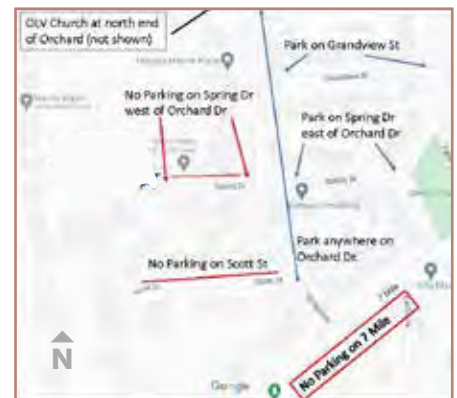 OLV Church at north end
of Orchard (not shown)
Park on Grandview St
No Parking on Spring Dr
west of Orchard Dr
Park on Spring Dr
east of Orchard Dr
Park anywhere on
Orchard Dr.
No Parking on Scott St
7 Mile
No Parking on 7 Mile
N
Google